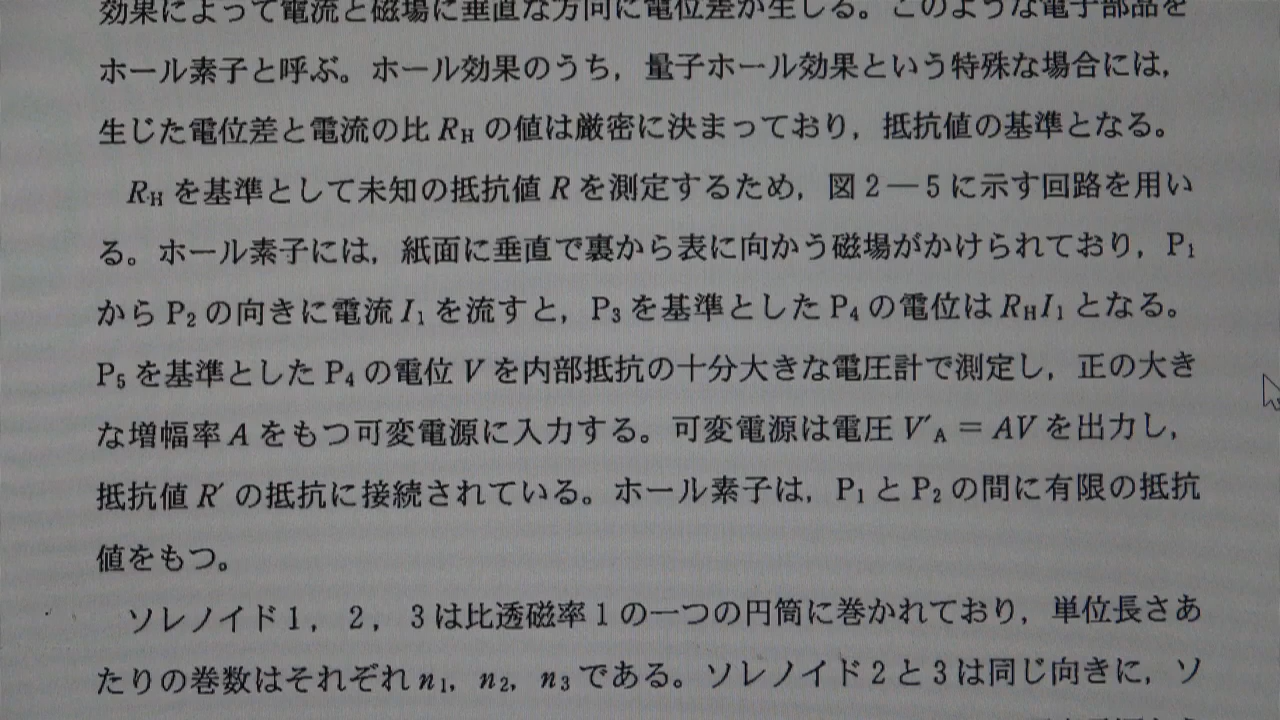 効果によって電流と磁場に垂直な方向に電位差が生じる。このような電子部品を
ホール素子と呼ぶ。ホール効果のうち，量子ホール効果という特殊な場合には，
生じた電位差と電流の比 RH の値は厳密に決まっており，抵抗値の基準となる。
RH を基準として未知の抵抗値 R を測定するため，図2－5に示す回路を用い
る。ホール素子には，紙面に垂直で裏から表に向かう磁場がかけられており，P1
から P2 の向きに電流 I1 を流すと，P3 を基準とした P4 の電位は RHI1 となる。
P5 を基準とした P4 の電位 V を内部抵抗の十分大きな電圧計で測定し，正の大き
な増幅率 A をもつ可変電源に入力する。可変電源は電圧 V′A = AV を出力し，
抵抗値 R′ の抵抗に接続されている。ホール素子は，P1 と P2 の間に有限の抵抗
値をもつ。
ソレノイド1，2，3は比透磁率1の一つの円筒に巻かれており，単位長さあ
たりの巻数はそれぞれ n1，n2，n3 である。ソレノイド2と3は同じ向きに，ソ